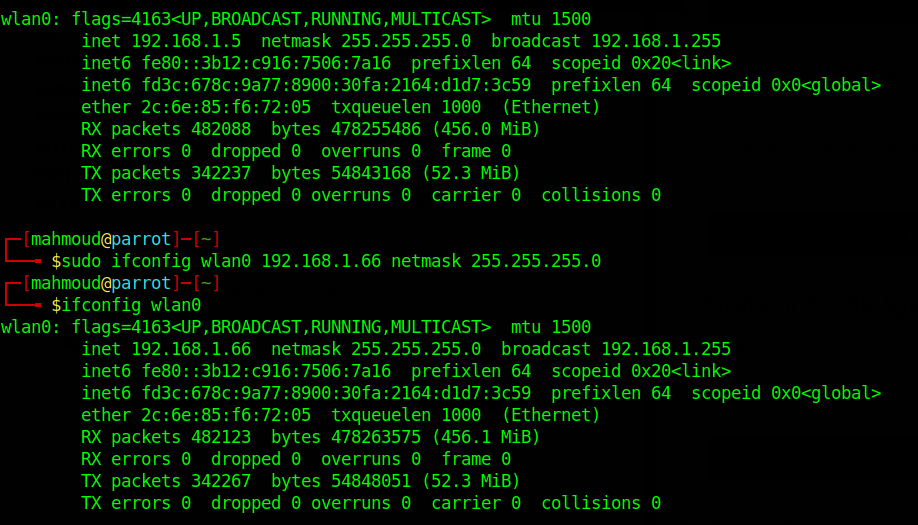 wlan0: flags=4163<UP,BROADCAST,RUNNING,MULTICAST>  mtu 1500
        inet 192.168.1.5  netmask 255.255.255.0  broadcast 192.168.1.255
        inet6 fe80::3b12:c916:7506:7a16  prefixlen 64  scopeid 0x20<link>
        inet6 fd3c:678c:9a77:8900:30fa:2164:d1d7:3c59  prefixlen 64  scopeid 0x0<global>
        ether 2c:6e:85:f6:72:05  txqueuelen 1000  (Ethernet)
        RX packets 482088  bytes 478255486 (456.0 MiB)
        RX errors 0  dropped 0  overruns 0  frame 0
        TX packets 342237  bytes 54843168 (52.3 MiB)
        TX errors 0  dropped 0 overruns 0  carrier 0  collisions 0
┌─[mahmoud@parrot]─[~]
└──╼ $sudo ifconfig wlan0 192.168.1.66 netmask 255.255.255.0
┌─[mahmoud@parrot]─[~]
└──╼ $ifconfig wlan0
wlan0: flags=4163<UP,BROADCAST,RUNNING,MULTICAST>  mtu 1500
        inet 192.168.1.66  netmask 255.255.255.0  broadcast 192.168.1.255
        inet6 fe80::3b12:c916:7506:7a16  prefixlen 64  scopeid 0x20<link>
        inet6 fd3c:678c:9a77:8900:30fa:2164:d1d7:3c59  prefixlen 64  scopeid 0x0<global>
        ether 2c:6e:85:f6:72:05  txqueuelen 1000  (Ethernet)
        RX packets 482123  bytes 478263575 (456.1 MiB)
        RX errors 0  dropped 0  overruns 0  frame 0
        TX packets 342267  bytes 54848051 (52.3 MiB)
        TX errors 0  dropped 0 overruns 0  carrier 0  collisions 0